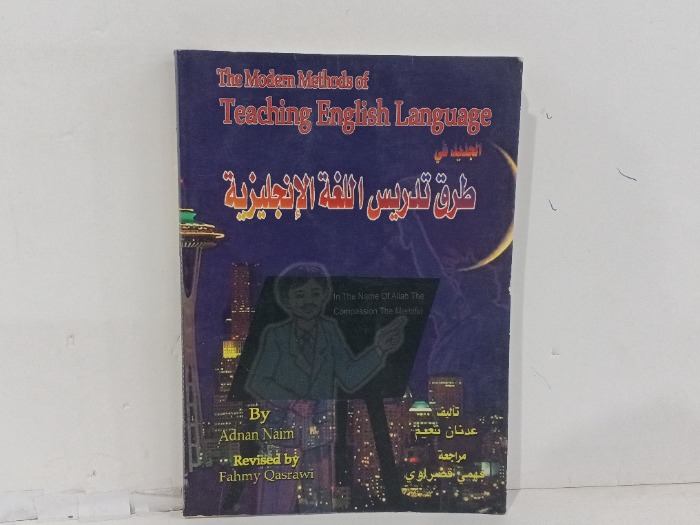 The Modern Methods of
Teaching English Language
الجديد في
طرق تدريس اللغة الإنجليزية
In The Name Of Allah The
Compassion The Merciful
By
Adnan Naim
Revised by
Fahmy Qasrawi
تأليف
عدنان نعيم
مراجعة
فهمي قصراوي